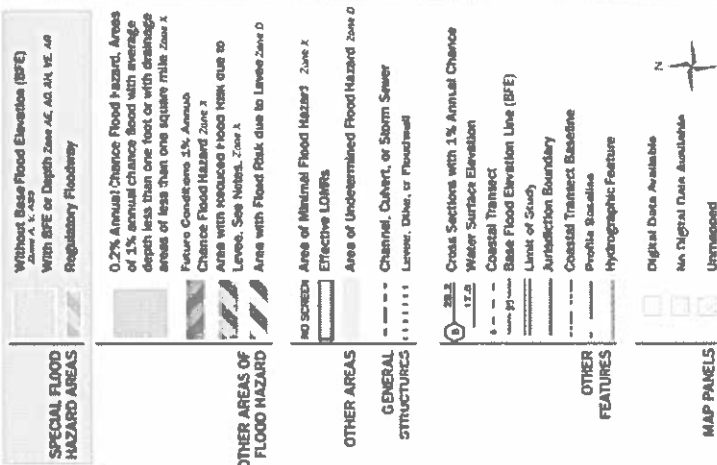 SPECIAL FLOOD
HAZARD AREAS
Without Base Flood Elevation (BFE)
Zone A, V, A99
With BFE or Depth Zone AE, AO, AH, VE, AR
Regulatory Floodway
OTHER AREAS OF
FLOOD HAZARD
0.2% Annual Chance Flood Hazard, Areas
of 1% annual chance flood with average
depth less than one foot or with drainage
areas of less than one square mile Zone X
Future Conditions 1% Annual
Chance Flood Hazard Zone X
Area with Reduced Flood Risk due to
Levee. See Notes. Zone X
Area with Flood Risk due to Levee Zone D
OTHER AREAS
NO SCREEN Area of Minimal Flood Hazard Zone X
Effective LOMRs
Area of Undetermined Flood Hazard Zone D
GENERAL
STRUCTURES
Channel, Culvert, or Storm Sewer
Levee, Dike, or Floodwall
OTHER
FEATURES
B 20.2 Cross Sections with 1% Annual Chance
17.5 Water Surface Elevation
Coastal Transect
Base Flood Elevation Line (BFE)
Limit of Study
Jurisdiction Boundary
Coastal Transect Baseline
Profile Baseline
Hydrographic Feature
MAP PANELS
Digital Data Available
No Digital Data Available
Unmapped
N